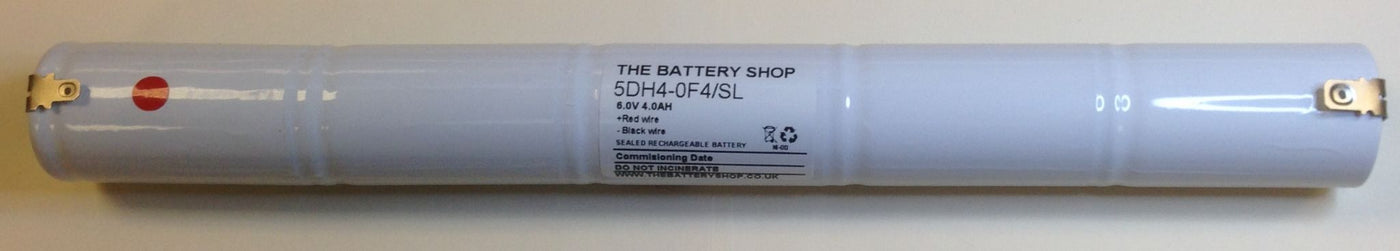 THE BATTERY SHOP
5DH4-0F4/SL
6.0V 4.0AH
+Red wire
- Black wire
SEALED RECHARGEABLE BATTERY
Commisioning Date
DO NOT INCINERATE
WWW.THEBATTERYSHOP.CO.UK